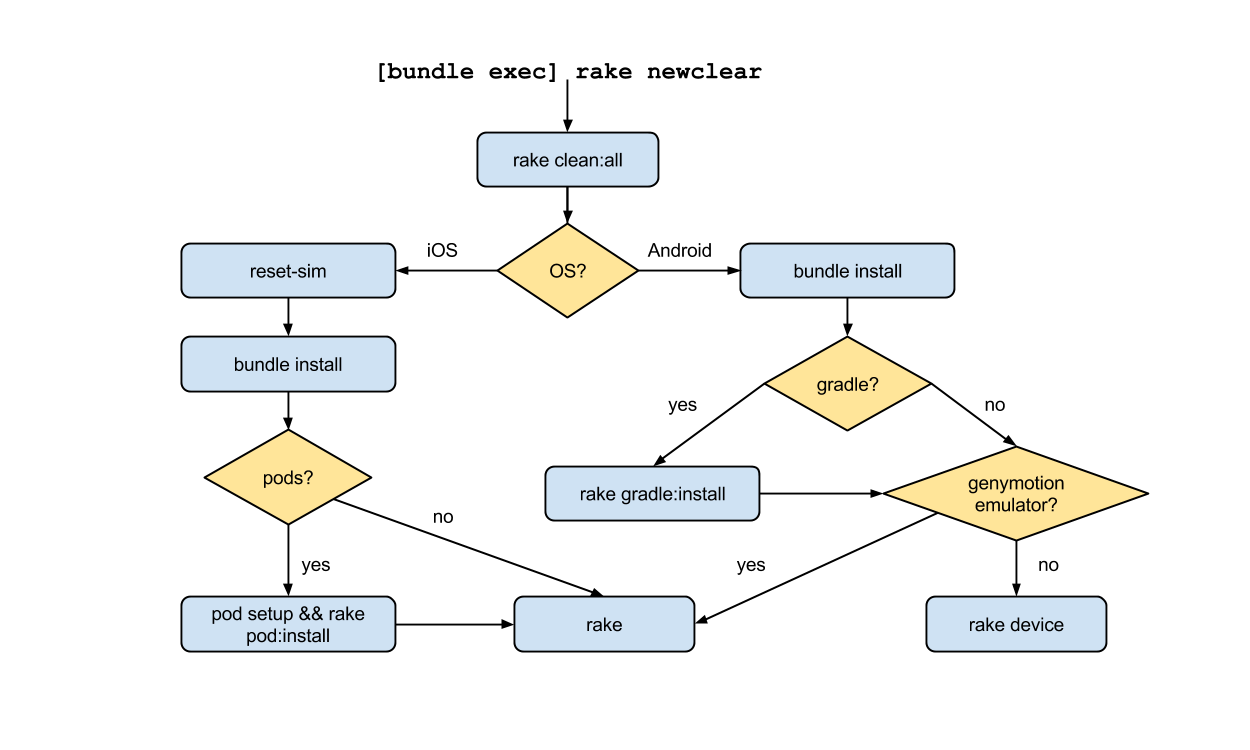 [bundle exec] rake newclear
rake clean:all
iOS
Android
reset-sim
OS?
bundle install
bundle install
gradle?
yes
no
pods?
rake gradle:install
genymotion
emulator?
no
yes
yes
no
pod setup && rake
pod:install
rake
rake device